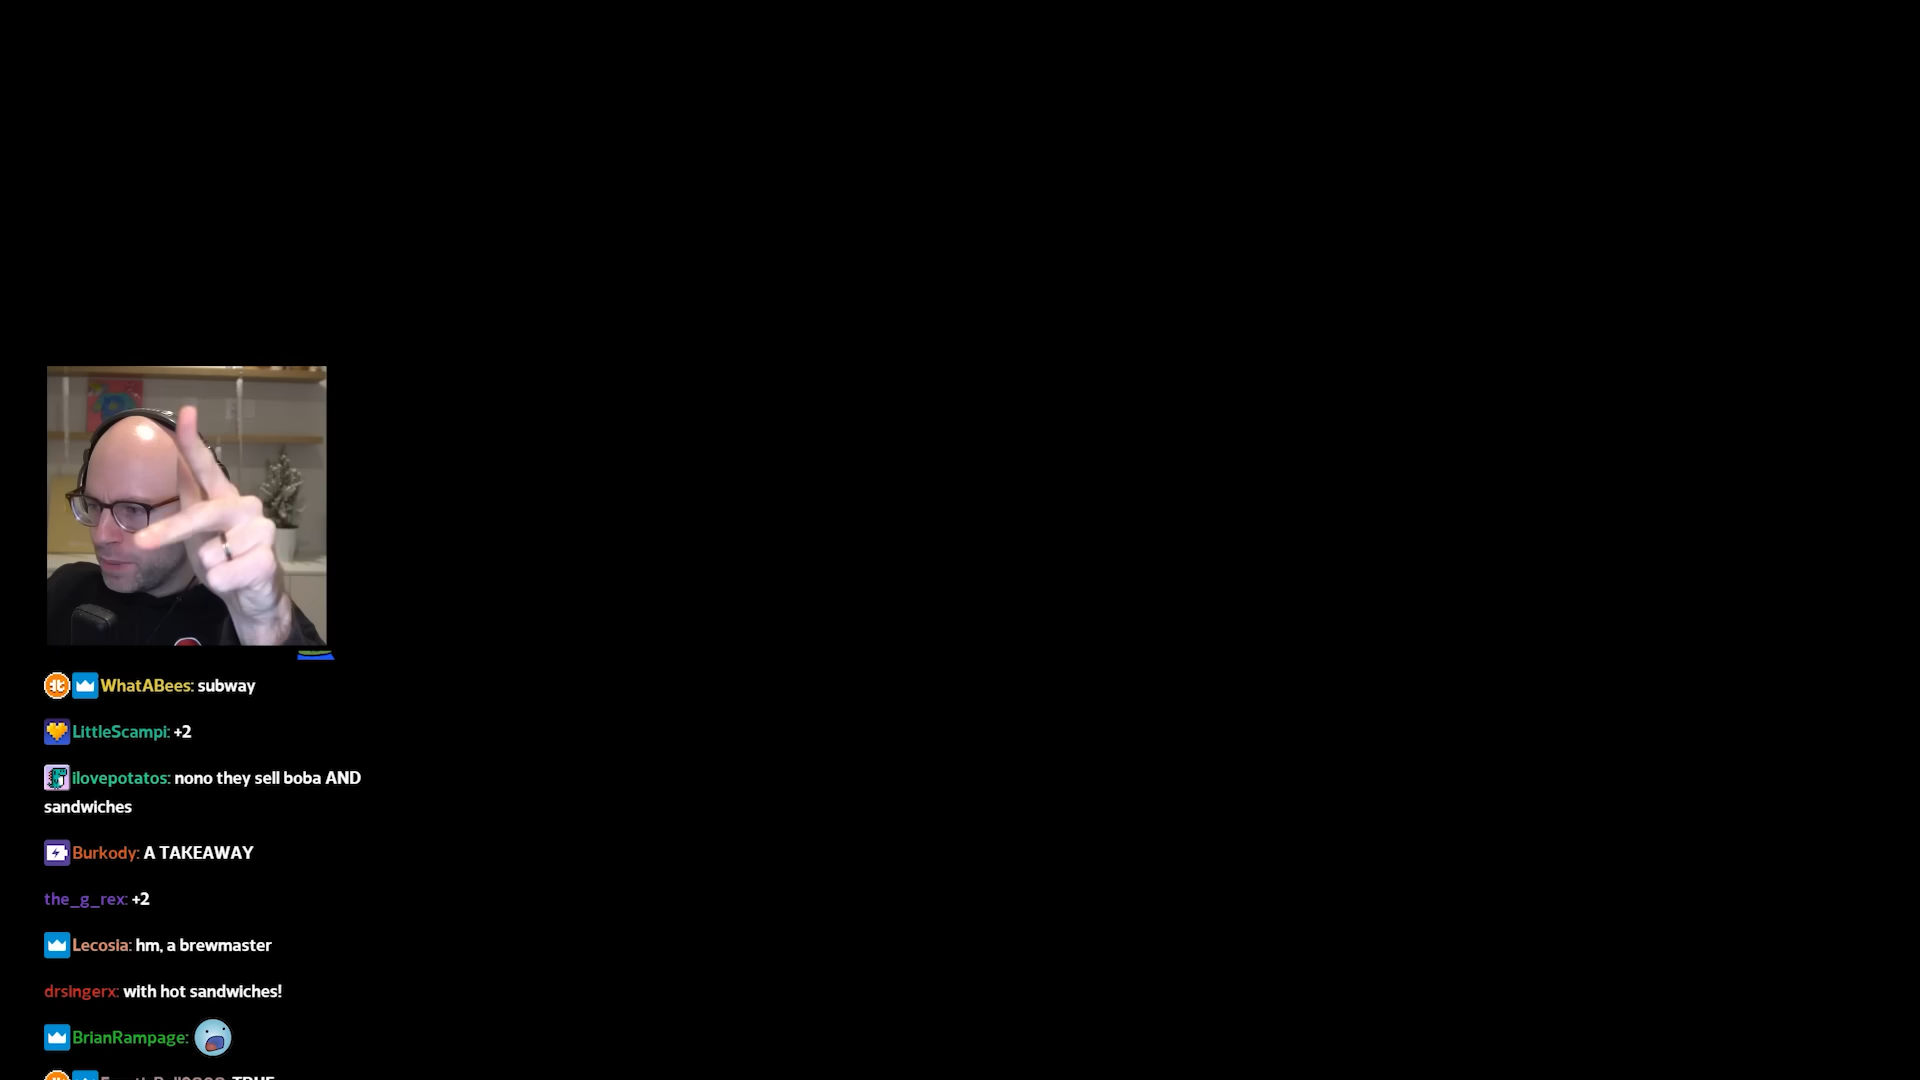 WhatABees: subway
LittleScampi: +2
ilovepotatos: nono they sell boba AND
sandwiches
Burkody: A TAKEAWAY
the_g_rex: +2
Lecosia: hm, a brewmaster
drsingerx: with hot sandwiches!
BrianRampage:
TRUE